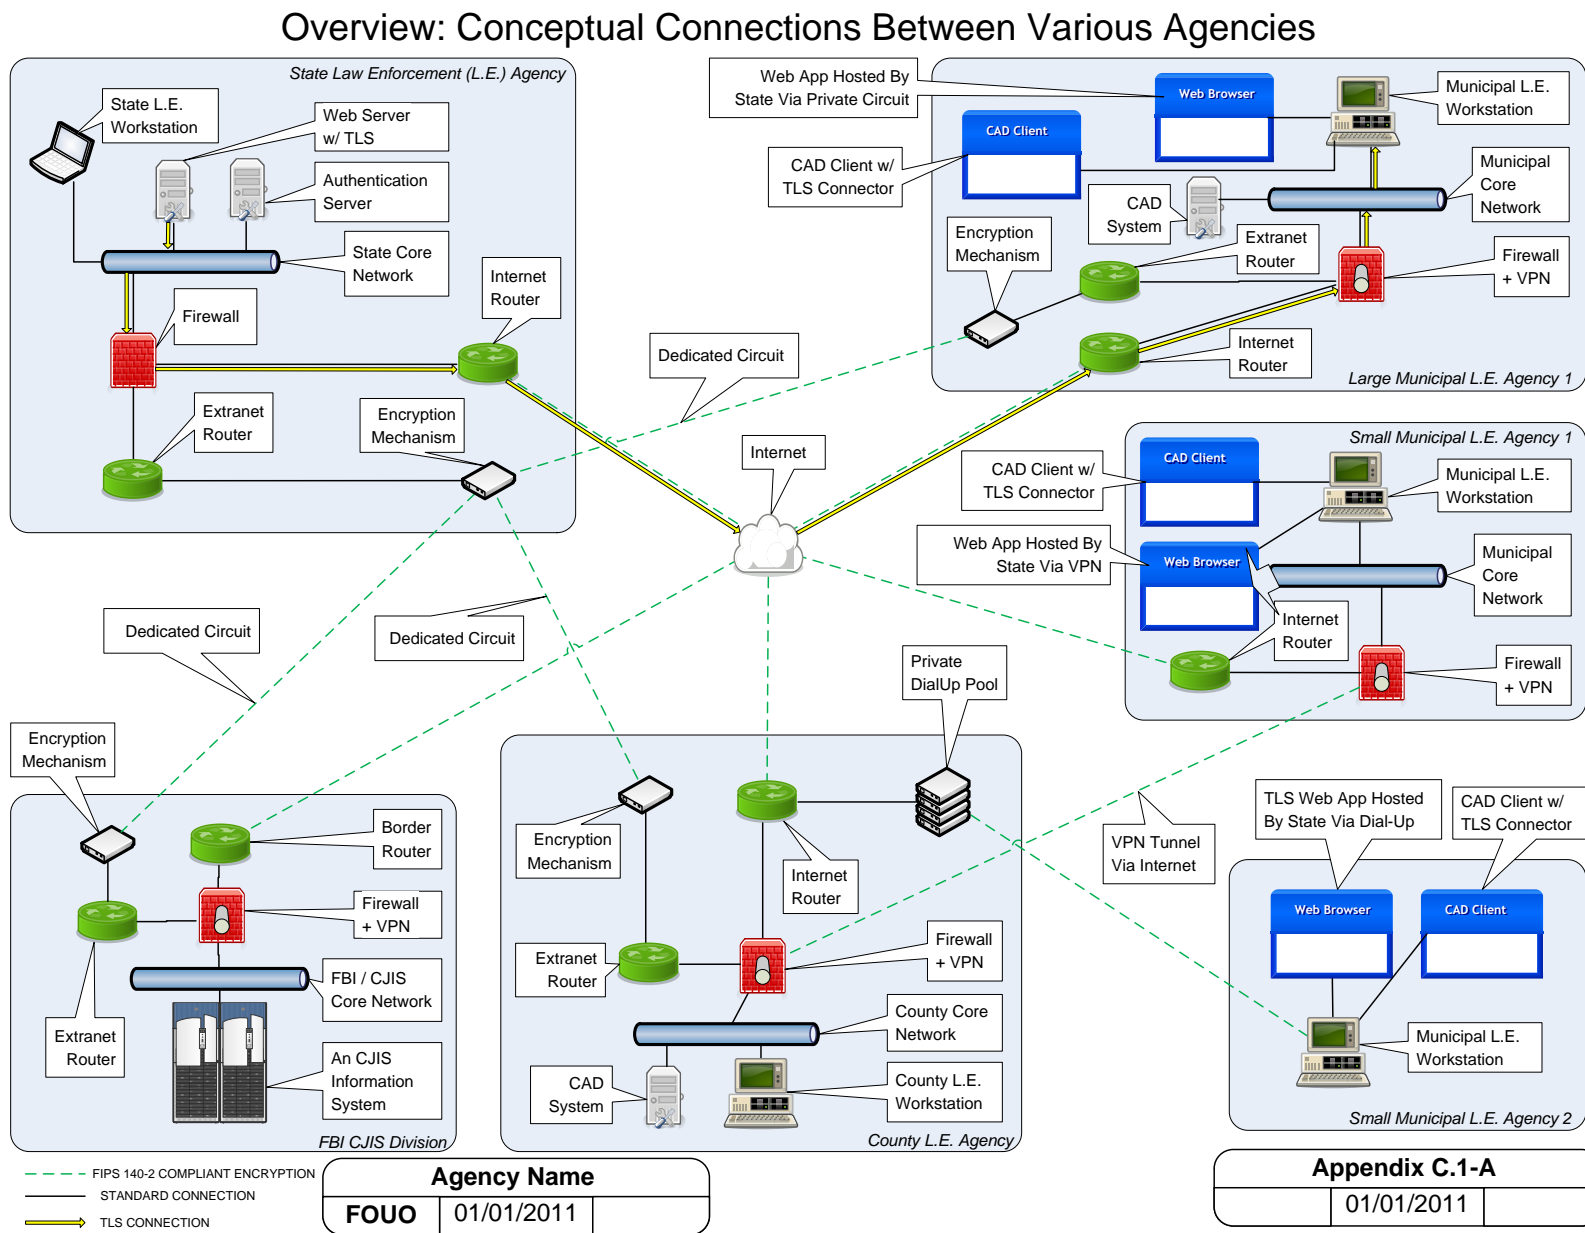 Overview: Conceptual Connections Between Various Agencies
State Law Enforcement (L.E.) Agency
State L.E.
Workstation
Web Server
w/ TLS
Authentication
Server
State Core
Network
Internet
Router
Firewall
Extranet
Router
Encryption
Mechanism
Dedicated Circuit
Internet
Web App Hosted By
State Via Private Circuit
Web Browser
Municipal L.E.
Workstation
CAD Client
CAD Client w/
TLS Connector
Municipal
Core
Network
CAD
System
Encryption
Mechanism
Extranet
Router
Firewall
+ VPN
Internet
Router
Large Municipal L.E. Agency 1
Small Municipal L.E. Agency 1
CAD Client
CAD Client w/
TLS Connector
Municipal L.E.
Workstation
Web App Hosted By
State Via VPN
Web Browser
Municipal
Core
Network
Internet
Router
Firewall
+ VPN
Dedicated Circuit
Dedicated Circuit
Private
DialUp Pool
Encryption
Mechanism
Border
Router
Firewall
+ VPN
FBI / CJIS
Core Network
Extranet
Router
An CJIS
Information
System
FBI CJIS Division
Encryption
Mechanism
Internet
Router
Extranet
Router
Firewall
+ VPN
County Core
Network
CAD
System
County L.E.
Workstation
County L.E. Agency
VPN Tunnel
Via Internet
TLS Web App Hosted
By State Via Dial-Up
CAD Client w/
TLS Connector
Web Browser
CAD Client
Municipal L.E.
Workstation
Small Municipal L.E. Agency 2
FIPS 140-2 COMPLIANT ENCRYPTION
STANDARD CONNECTION
TLS CONNECTION
Agency Name
FOUO 01/01/2011
Appendix C.1-A
01/01/2011